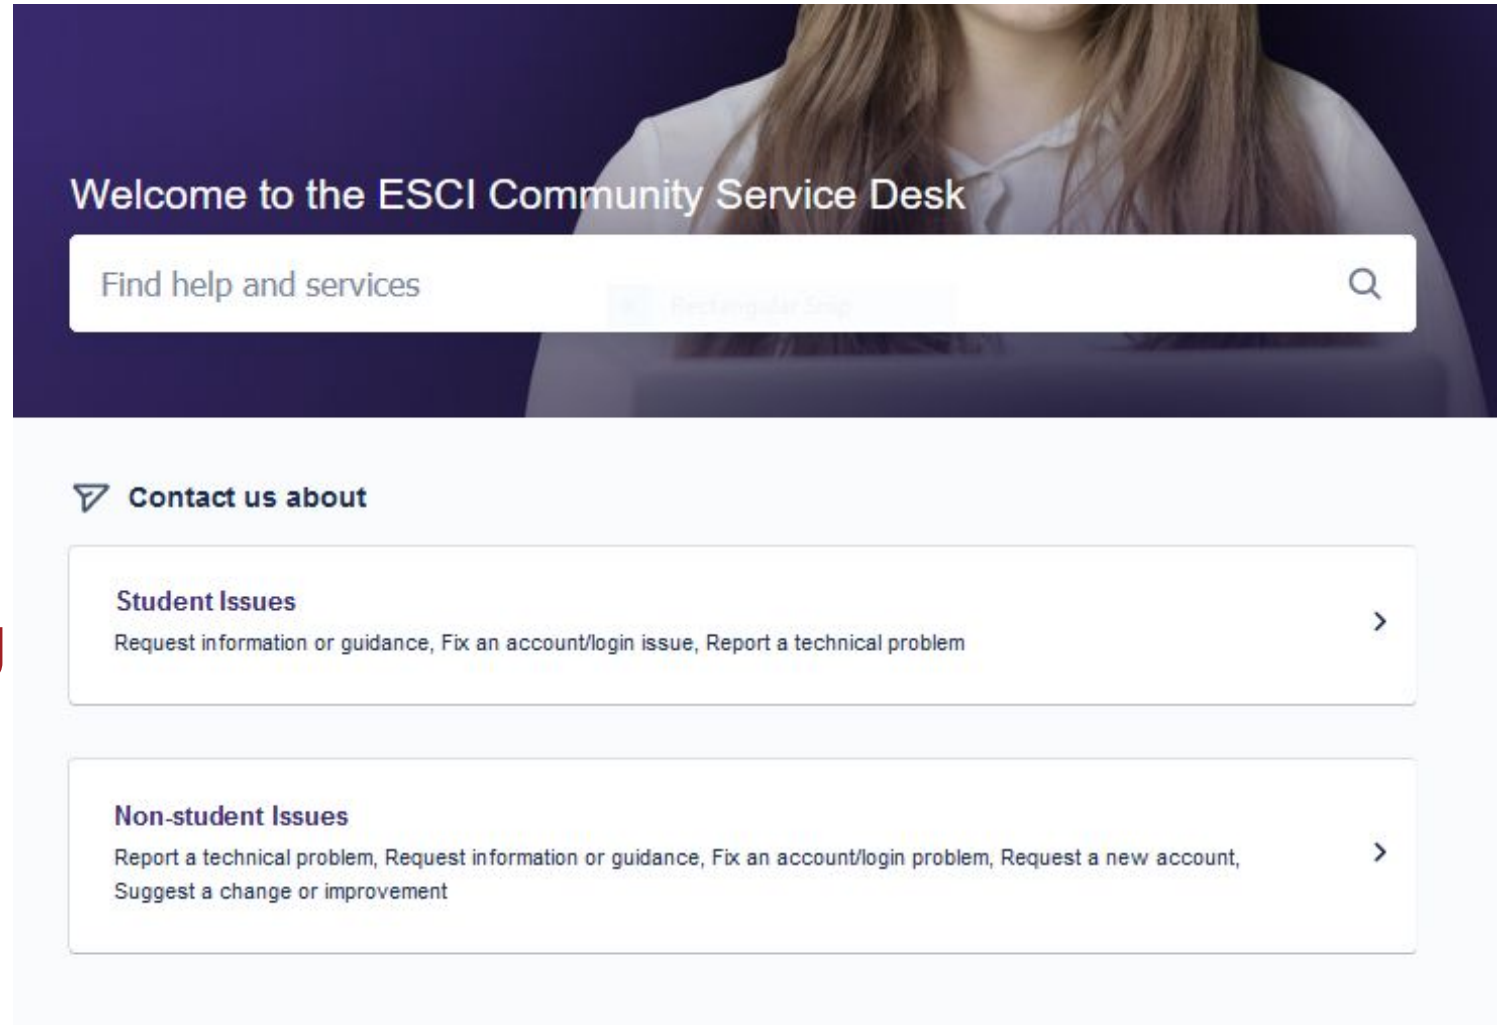 Welcome to the ESCI Community Service Desk
Find help and services
Rectangular Snip
Contact us about
Student Issues
Request information or guidance, Fix an account/login issue, Report a technical problem
Non-student Issues
Report a technical problem, Request information or guidance, Fix an account/login problem, Request a new account,
Suggest a change or improvement